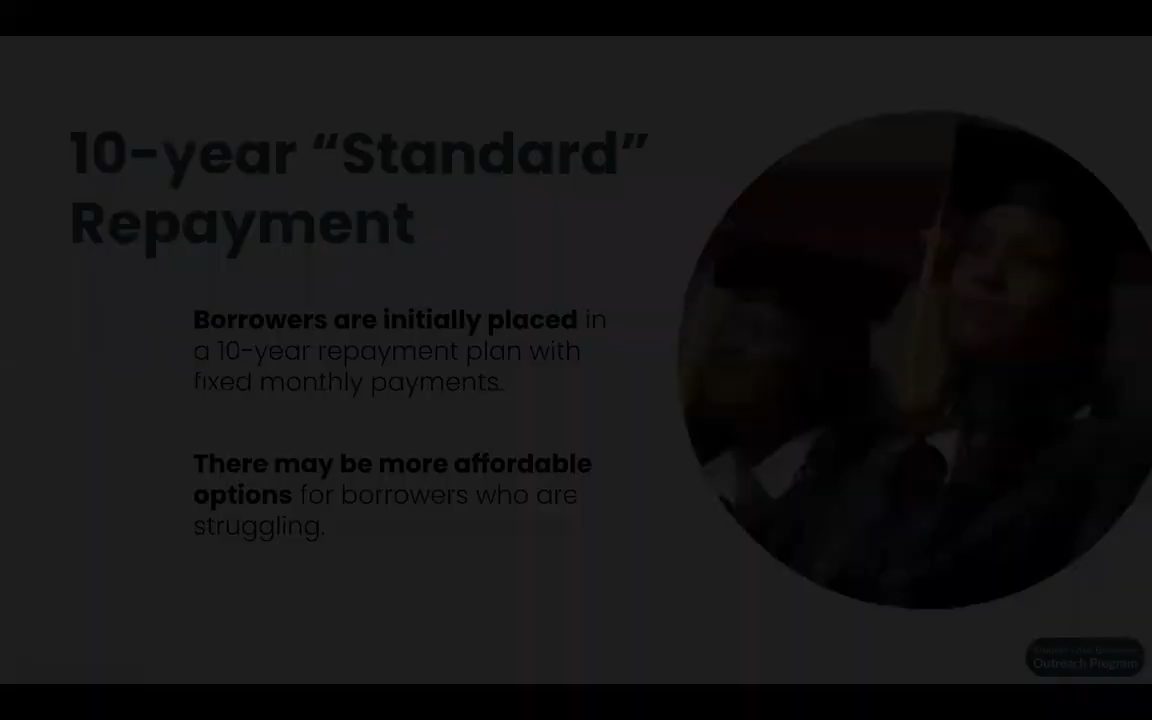 10-year “Standard”
Repayment
Borrowers are initially placed in
a 10-year repayment plan with
fixed monthly payments.
There may be more affordable
options for borrowers who are
struggling.
Outreach Program